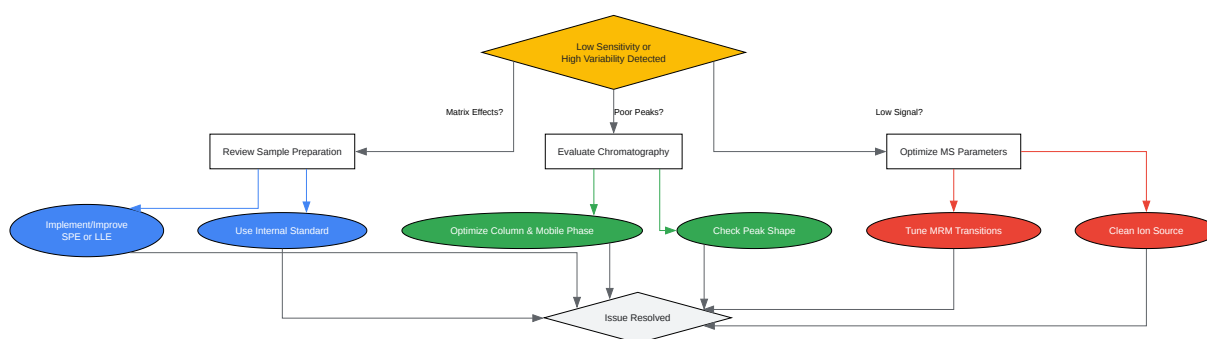 Low Sensitivity or
High Variability Detected
Matrix Effects?
Poor Peaks?
Low Signal?
Review Sample Preparation
Evaluate Chromatography
Optimize MS Parameters
Implement/Improve
SPE or LLE
Use Internal Standard
Optimize Column & Mobile Phase
Check Peak Shape
Tune MRM Transitions
Clean Ion Source
Issue Resolved